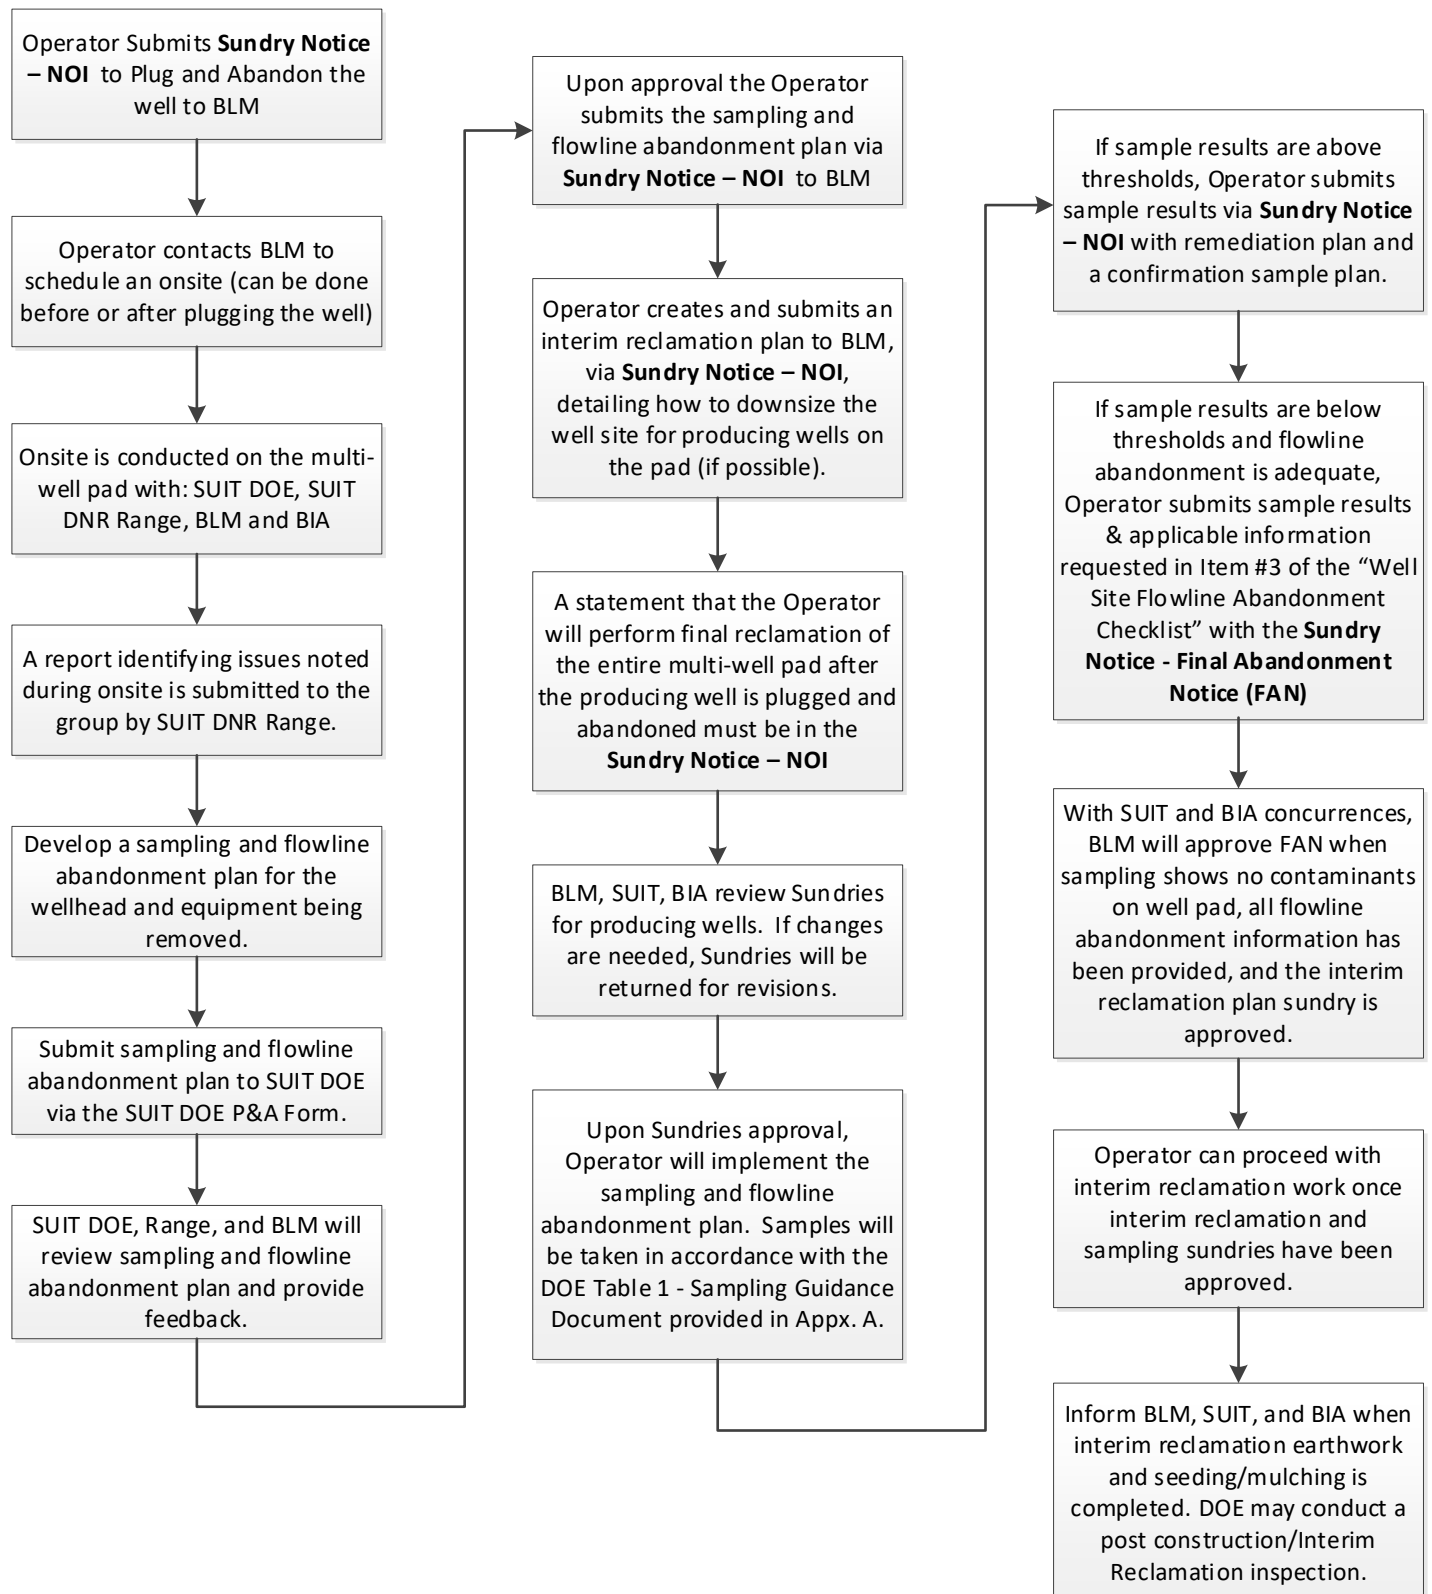 Operator Submits Sundry Notice
– NOI to Plug and Abandon the
well to BLM
Operator contacts BLM to
schedule an onsite (can be done
before or after plugging the well)
Onsite is conducted on the multi-
well pad with: SUIT DOE, SUIT
DNR Range, BLM and BIA
A report identifying issues noted
during onsite is submitted to the
group by SUIT DNR Range.
Develop a sampling and flowline
abandonment plan for the
wellhead and equipment being
removed.
Submit sampling and flowline
abandonment plan to SUIT DOE
via the SUIT DOE P&A Form.
SUIT DOE, Range, and BLM will
review sampling and flowline
abandonment plan and provide
feedback.
Upon approval the Operator
submits the sampling and
flowline abandonment plan via
Sundry Notice – NOI to BLM
Operator creates and submits an
interim reclamation plan to BLM,
via Sundry Notice – NOI,
detailing how to downsize the
well site for producing wells on
the pad (if possible).
A statement that the Operator
will perform final reclamation of
the entire multi-well pad after
the producing well is plugged and
abandoned must be in the
Sundry Notice – NOI
BLM, SUIT, BIA review Sundries
for producing wells. If changes
are needed, Sundries will be
returned for revisions.
Upon Sundries approval,
Operator will implement the
sampling and flowline
abandonment plan. Samples will
be taken in accordance with the
DOE Table 1 - Sampling Guidance
Document provided in Appx. A.
If sample results are above
thresholds, Operator submits
sample results via Sundry Notice
– NOI with remediation plan and
a confirmation sample plan.
If sample results are below
thresholds and flowline
abandonment is adequate,
Operator submits sample results
& applicable information
requested in Item #3 of the “Well
Site Flowline Abandonment
Checklist” with the Sundry
Notice - Final Abandonment
Notice (FAN)
With SUIT and BIA concurrences,
BLM will approve FAN when
sampling shows no contaminants
on well pad, all flowline
abandonment information has
been provided, and the interim
reclamation plan sundry is
approved.
Operator can proceed with
interim reclamation work once
interim reclamation and
sampling sundries have been
approved.
Inform BLM, SUIT, and BIA when
interim reclamation earthwork
and seeding/mulching is
completed. DOE may conduct a
post construction/Interim
Reclamation inspection.